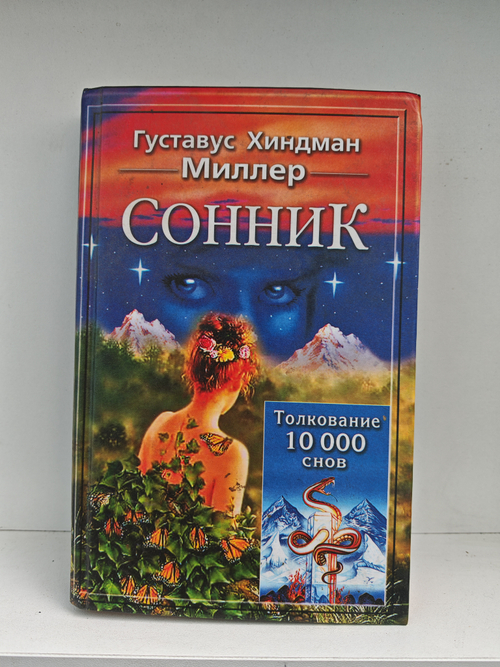 Густавус Хиндман
Миллер
Сонник
Толкование
10 000
снов